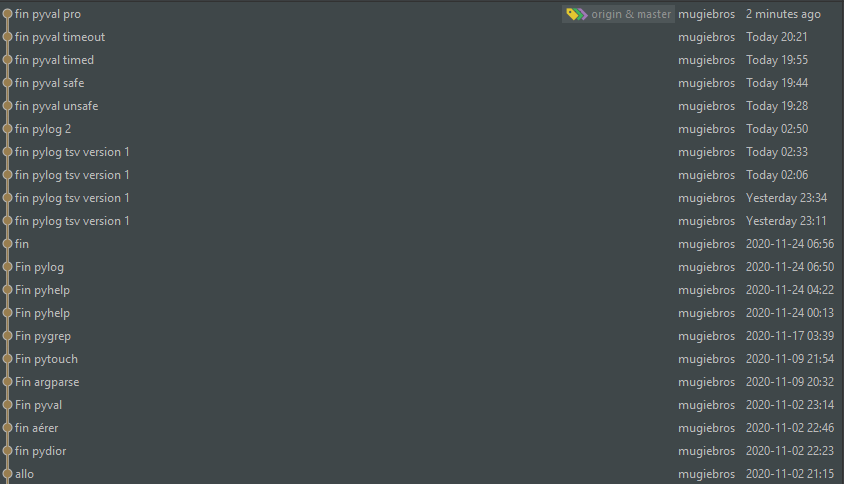 fin pyval pro origin & master mugiebros 2 minutes ago
fin pyval timeout mugiebros Today 20:21
fin pyval timed mugiebros Today 19:55
fin pyval safe mugiebros Today 19:44
fin pyval unsafe mugiebros Today 19:28
fin pylog 2 mugiebros Today 02:50
fin pylog tsv version 1 mugiebros Today 02:33
fin pylog tsv version 1 mugiebros Today 02:06
fin pylog tsv version 1 mugiebros Yesterday 23:34
fin pylog tsv version 1 mugiebros Yesterday 23:11
fin mugiebros 2020-11-24 06:56
Fin pylog mugiebros 2020-11-24 06:50
Fin pyhelp mugiebros 2020-11-24 04:22
Fin pyhelp mugiebros 2020-11-24 00:13
Fin pygrep mugiebros 2020-11-17 03:39
Fin pytouch mugiebros 2020-11-09 21:54
Fin argparse mugiebros 2020-11-09 20:32
Fin pyval mugiebros 2020-11-02 23:14
fin aérer mugiebros 2020-11-02 22:46
fin pydior mugiebros 2020-11-02 22:23
allo mugiebros 2020-11-02 21:15